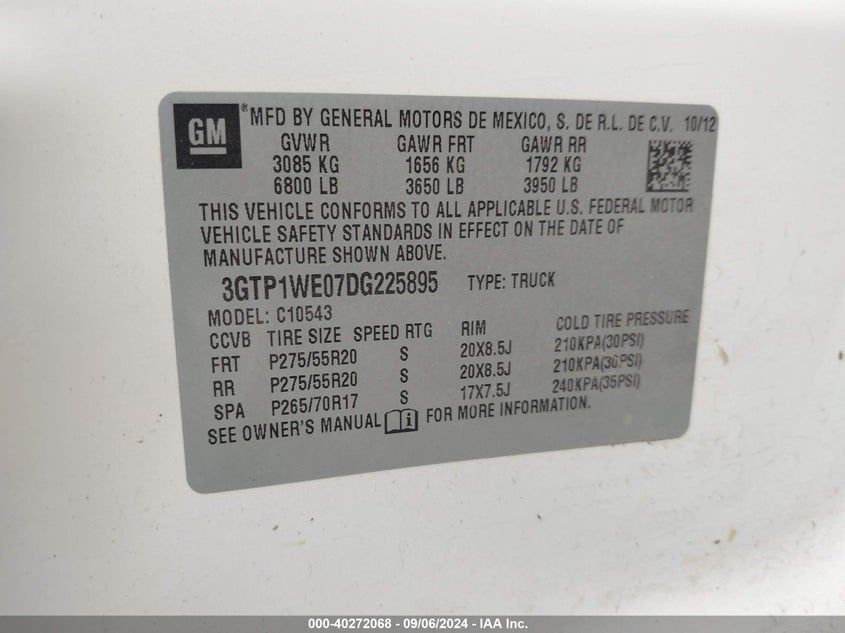 GM ® MFD BY GENERAL MOTORS DE MEXICO, S. DE R.L. DE C.V. 10/12
GVWR GAWR FRT GAWR RR
3085 KG 1656 KG 1792 KG
6800 LB 3650 LB 3950 LB
THIS VEHICLE CONFORMS TO ALL APPLICABLE U.S. FEDERAL MOTOR
VEHICLE SAFETY STANDARDS IN EFFECT ON THE DATE OF
MANUFACTURE SHOWN ABOVE.
3GTP1WE07DG225895 TYPE: TRUCK
MODEL: C10543
CCVB TIRE SIZE SPEED RTG RIM COLD TIRE PRESSURE
FRT P275/55R20 S 20X8.5J 210KPA(30PSI)
RR P275/55R20 S 20X8.5J 210KPA(30PSI)
SPA P265/70R17 S 17X7.5J 240KPA(35PSI)
SEE OWNER'S MANUAL i FOR MORE INFORMATION.
000-40272068 - 09/06/2024 - IAA Inc.